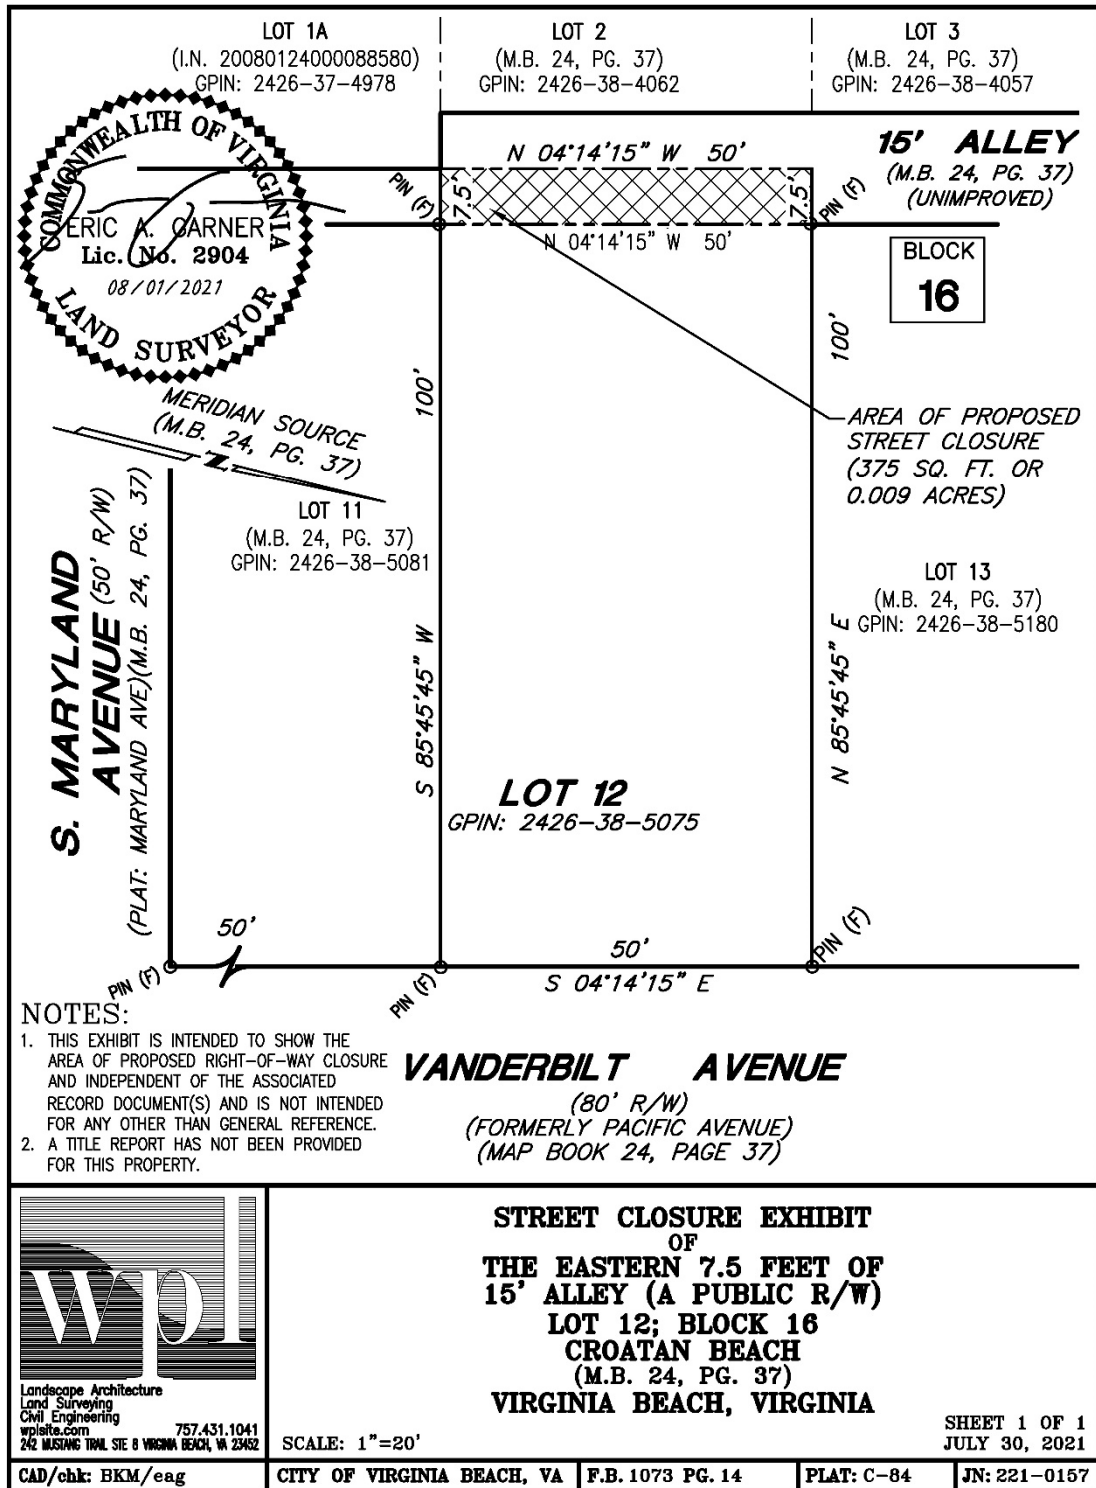 LOT 1A
(I.N. 20080124000088580)
GPIN: 2426-37-4978
LOT 2
(M.B. 24, PG. 37)
GPIN: 2426-38-4062
LOT 3
(M.B. 24, PG. 37)
GPIN: 2426-38-4057
COMMONWEALTH OF VIRGINIA
ERIC A. GARNER
Lic. No. 2904
08/01/2021
LAND SURVEYOR
N 04°14'15" W 50'
15' ALLEY
(M.B. 24, PG. 37)
(UNIMPROVED)
PIN (F)
7.5'
7.5'
PIN (F)
N 04°14'15" W 50'
BLOCK
16
100'
100'
MERIDIAN SOURCE
(M.B. 24, PG. 37)
N
AREA OF PROPOSED
STREET CLOSURE
(375 SQ. FT. OR
0.009 ACRES)
LOT 11
(M.B. 24, PG. 37)
GPIN: 2426-38-5081
S. MARYLAND
AVENUE (50' R/W)
(PLAT: MARYLAND AVE)(M.B. 24, PG. 37)
LOT 13
(M.B. 24, PG. 37)
GPIN: 2426-38-5180
S 85°45'45" W
N 85°45'45" E
LOT 12
GPIN: 2426-38-5075
50'
50'
S 04°14'15" E
PIN (F)
PIN (F)
PIN (F)
NOTES:
1. THIS EXHIBIT IS INTENDED TO SHOW THE
AREA OF PROPOSED RIGHT-OF-WAY CLOSURE
AND INDEPENDENT OF THE ASSOCIATED
RECORD DOCUMENT(S) AND IS NOT INTENDED
FOR ANY OTHER THAN GENERAL REFERENCE.
2. A TITLE REPORT HAS NOT BEEN PROVIDED
FOR THIS PROPERTY.
VANDERBILT AVENUE
(80' R/W)
(FORMERLY PACIFIC AVENUE)
(MAP BOOK 24, PAGE 37)
wpl
Landscape Architecture
Land Surveying
Civil Engineering
wplsite.com 757.431.1041
242 MUSTANG TRAIL STE 8 VIRGINIA BEACH, VA 23452
STREET CLOSURE EXHIBIT
OF
THE EASTERN 7.5 FEET OF
15' ALLEY (A PUBLIC R/W)
LOT 12; BLOCK 16
CROATAN BEACH
(M.B. 24, PG. 37)
VIRGINIA BEACH, VIRGINIA
SCALE: 1"=20'
SHEET 1 OF 1
JULY 30, 2021
CAD/chk: BKM/eag
CITY OF VIRGINIA BEACH, VA
F.B. 1073 PG. 14
PLAT: C-84
JN: 221-0157